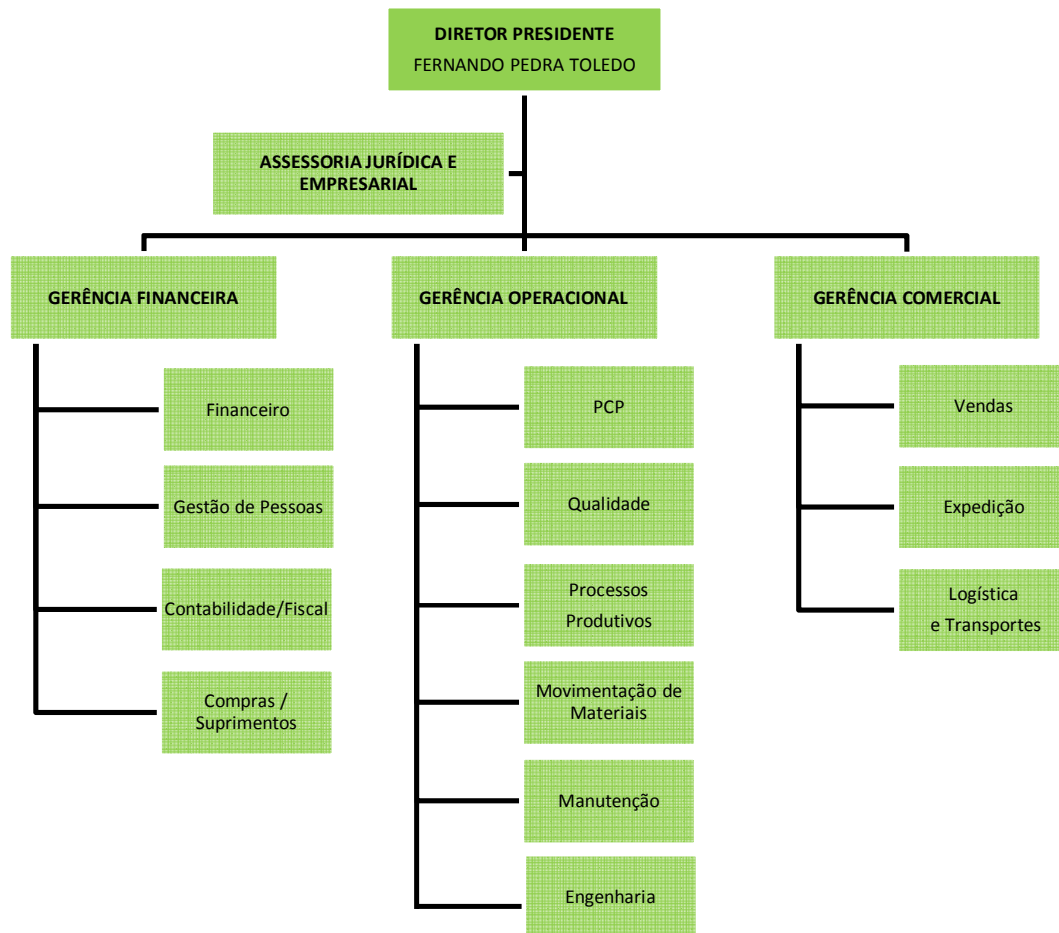 DIRETOR PRESIDENTE
FERNANDO PEDRA TOLEDO
ASSESSORIA JURÍDICA E
EMPRESARIAL
GERÊNCIA FINANCEIRA
Financeiro
Gestão de Pessoas
Contabilidade/Fiscal
Compras /
Suprimentos
GERÊNCIA OPERACIONAL
PCP
Qualidade
Processos
Produtivos
Movimentação de
Materiais
Manutenção
Engenharia
GERÊNCIA COMERCIAL
Vendas
Expedição
Logística
e Transportes